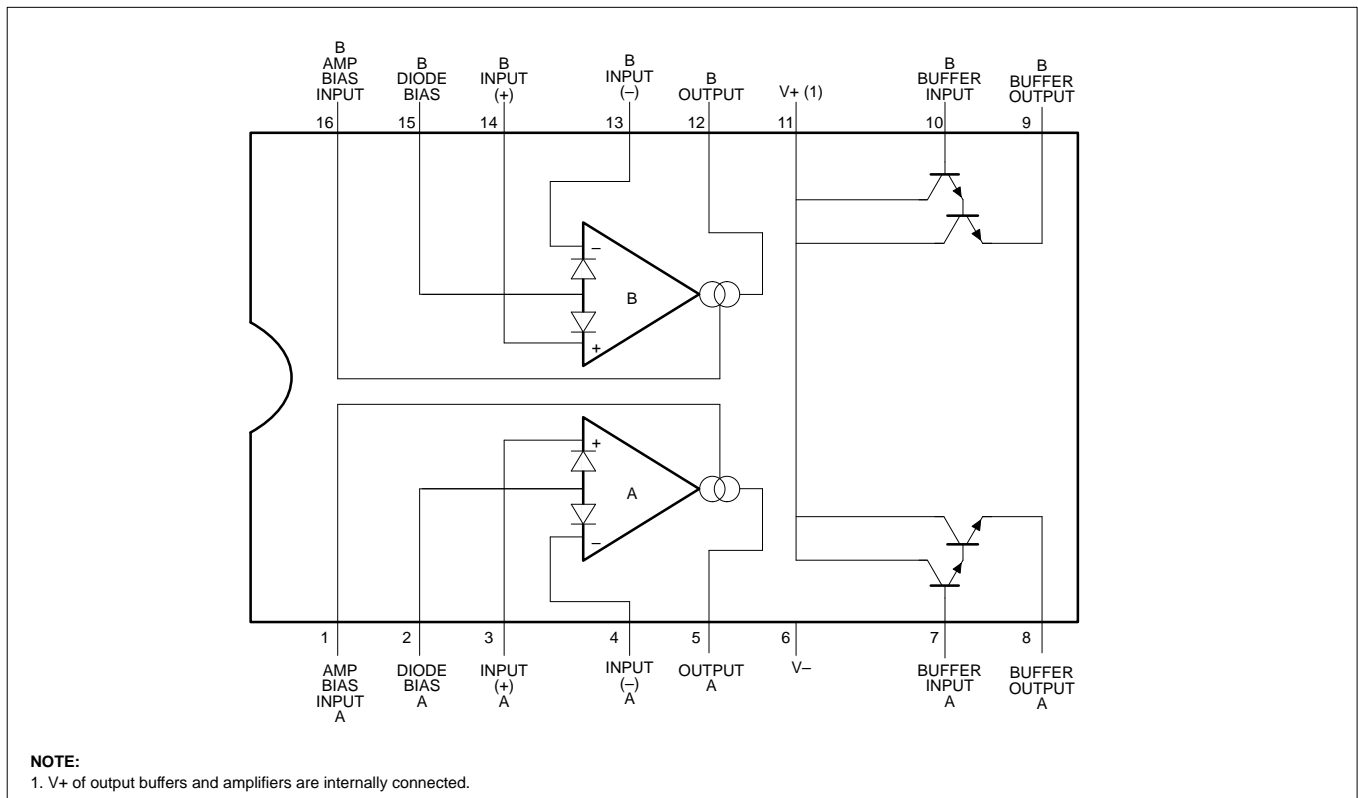 B
AMP
BIAS
INPUT
B
DIODE
BIAS
B
INPUT
(+)
B
INPUT
(–)
B
OUTPUT
V+ (1)
B
BUFFER
INPUT
B
BUFFER
OUTPUT
16
15
14
13
12
11
10
9
–
B
+
+
A
–
1
2
3
4
5
6
7
8
AMP
BIAS
INPUT
A
DIODE
BIAS
A
INPUT
(+)
A
INPUT
(–)
A
OUTPUT
A
V–
BUFFER
INPUT
A
BUFFER
OUTPUT
A
NOTE:
1. V+ of output buffers and amplifiers are internally connected.